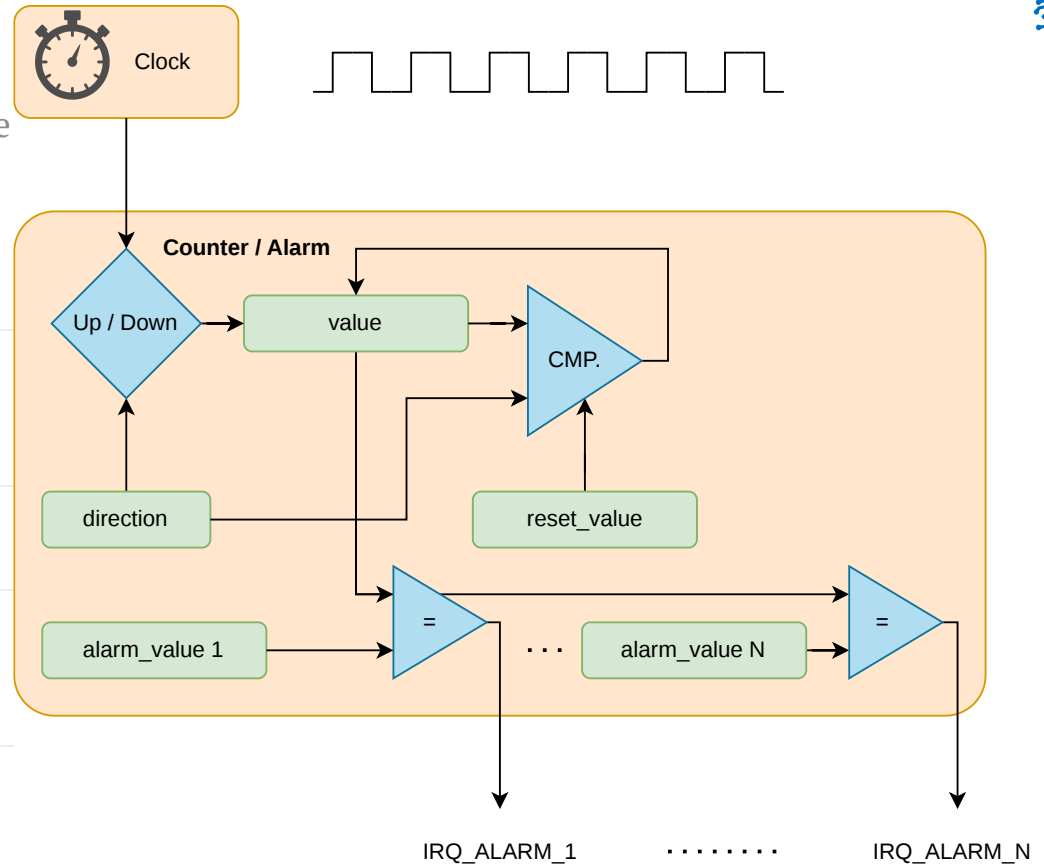 Clock
e
Counter / Alarm
Up / Down
value
CMP.
direction
reset_value
=
=
alarm_value 1
. . .
alarm_value N
IRQ_ALARM_1
. . . . . . . .
IRQ_ALARM_N